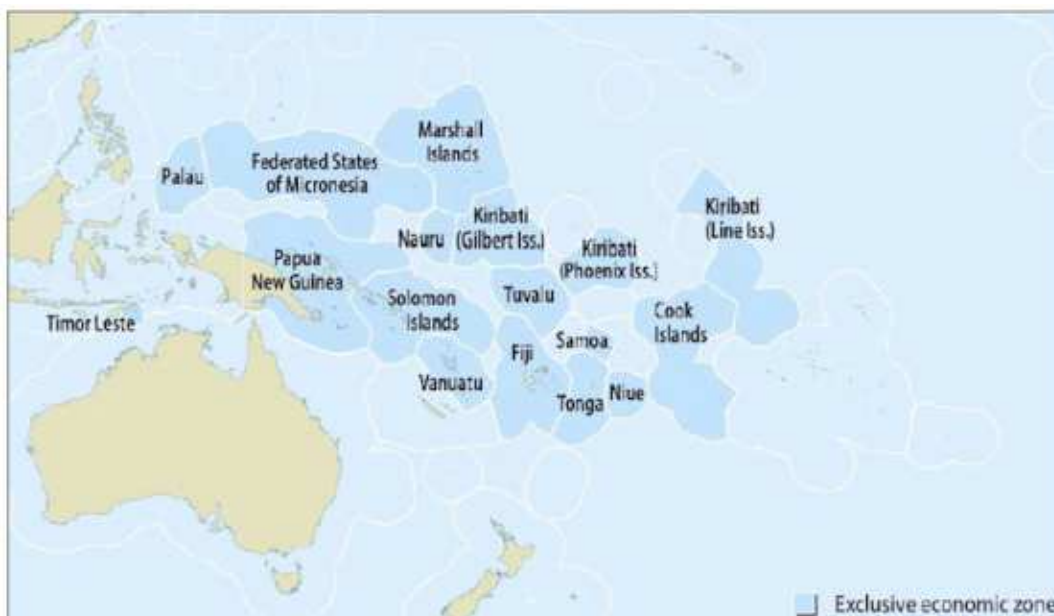 Marshall
Islands
Federated States
of Micronesia
Palau
Kiribati
(Line Iss.)
Kiribati
(Gilbert Iss.)
Nauru
Kiribati
(Phoenix Iss.)
Papua
New Guinea
Tuvalu
Solomon
Islands
Cook
Islands
Timor Leste
Samoa
Fiji
Vanuatu
Niue
Tonga
Exclusive economic zone